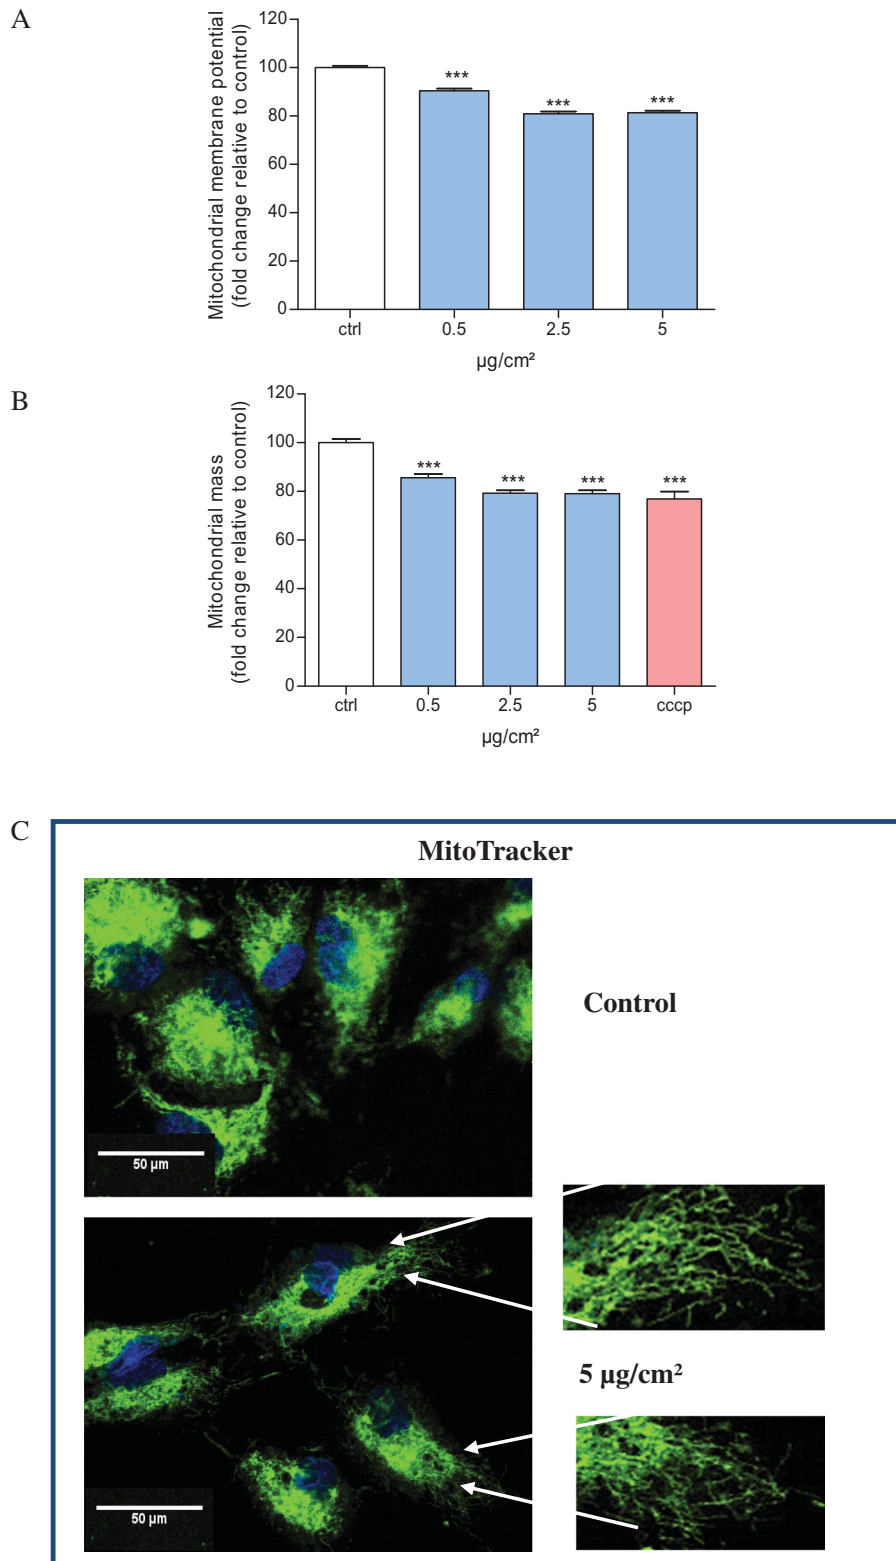 A
Mitochondrial membrane potential
(fold change relative to control)
120
100
80
60
40
20
0
***
***
***
ctrl
0.5
2.5
5
µg/cm²
B
Mitochondrial mass
(fold change relative to control)
120
100
80
60
40
20
0
***
***
***
***
ctrl
0.5
2.5
5
cccp
µg/cm²
C
MitoTracker
Control
50 µm
5 µg/cm²
50 µm